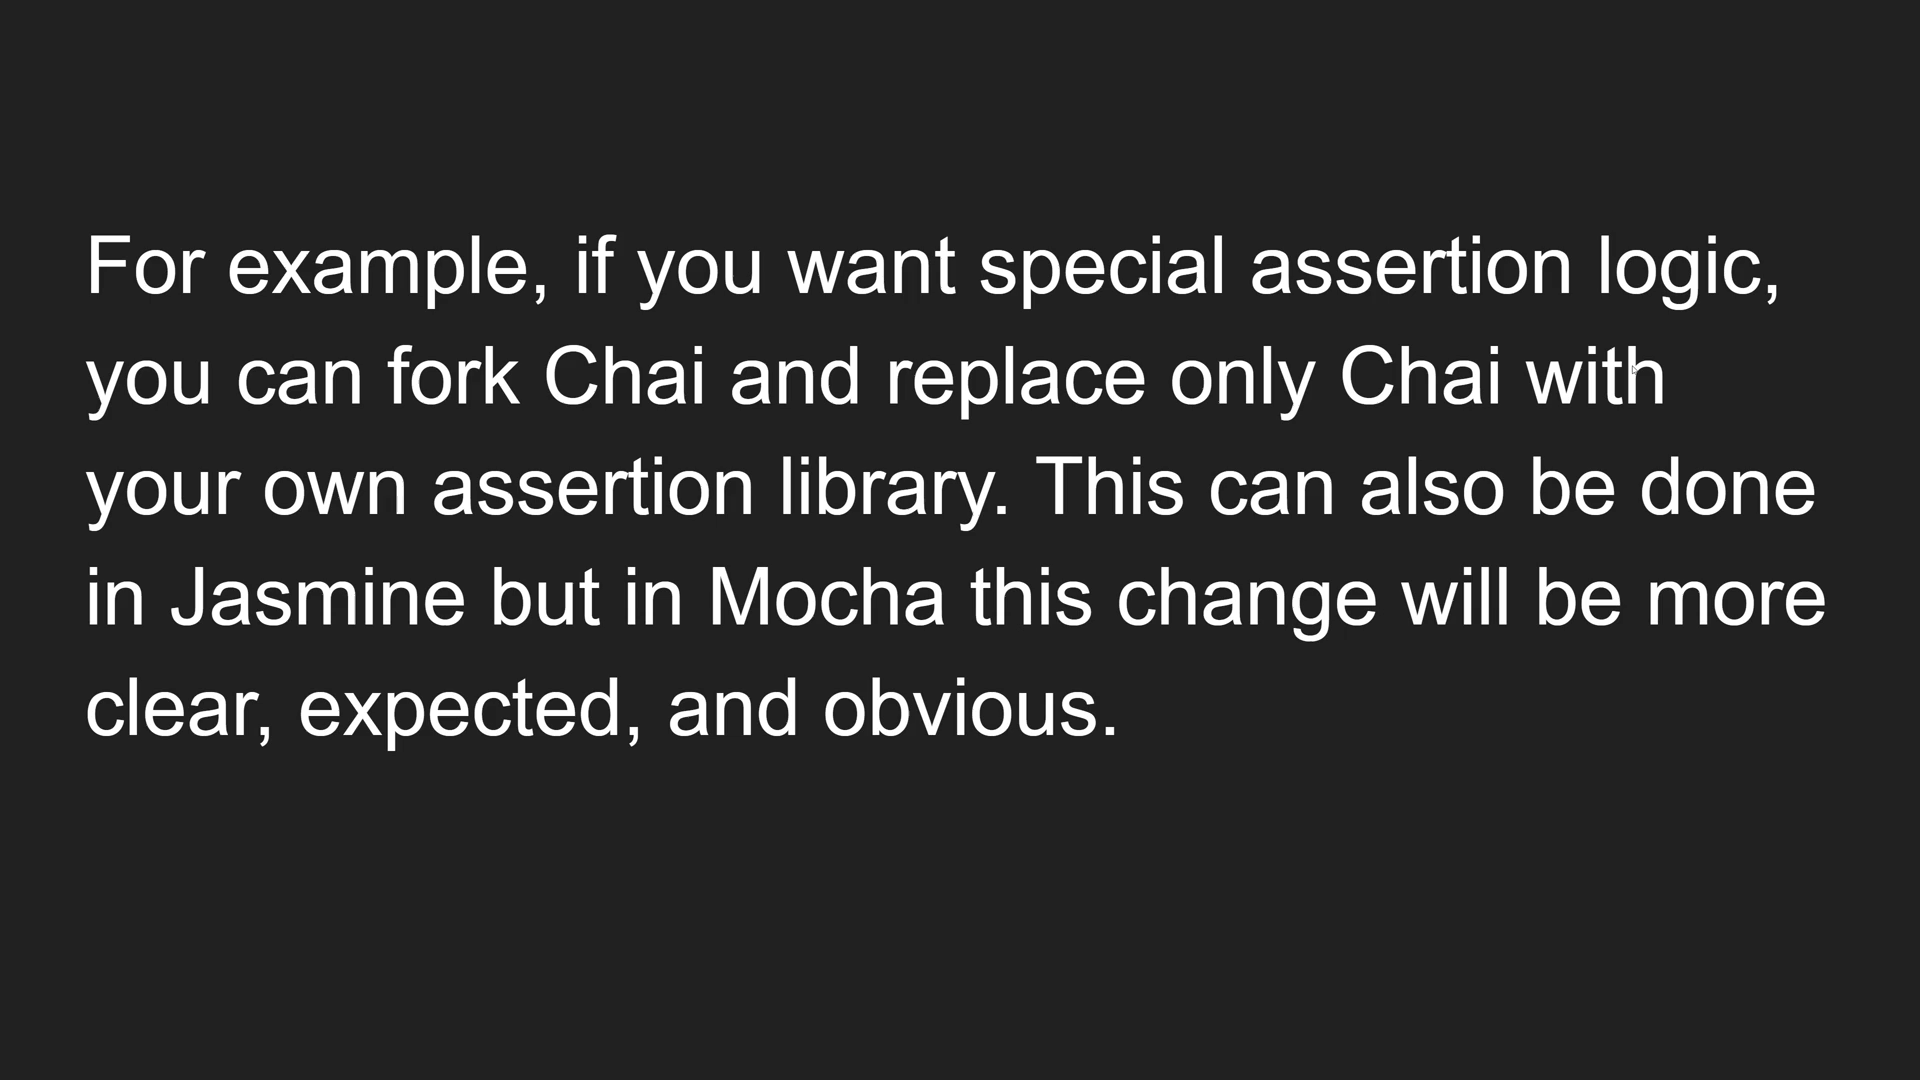 For example, if you want special assertion logic,
you can fork Chai and replace only Chai with
your own assertion library. This can also be done
in Jasmine but in Mocha this change will be more
clear, expected, and obvious.